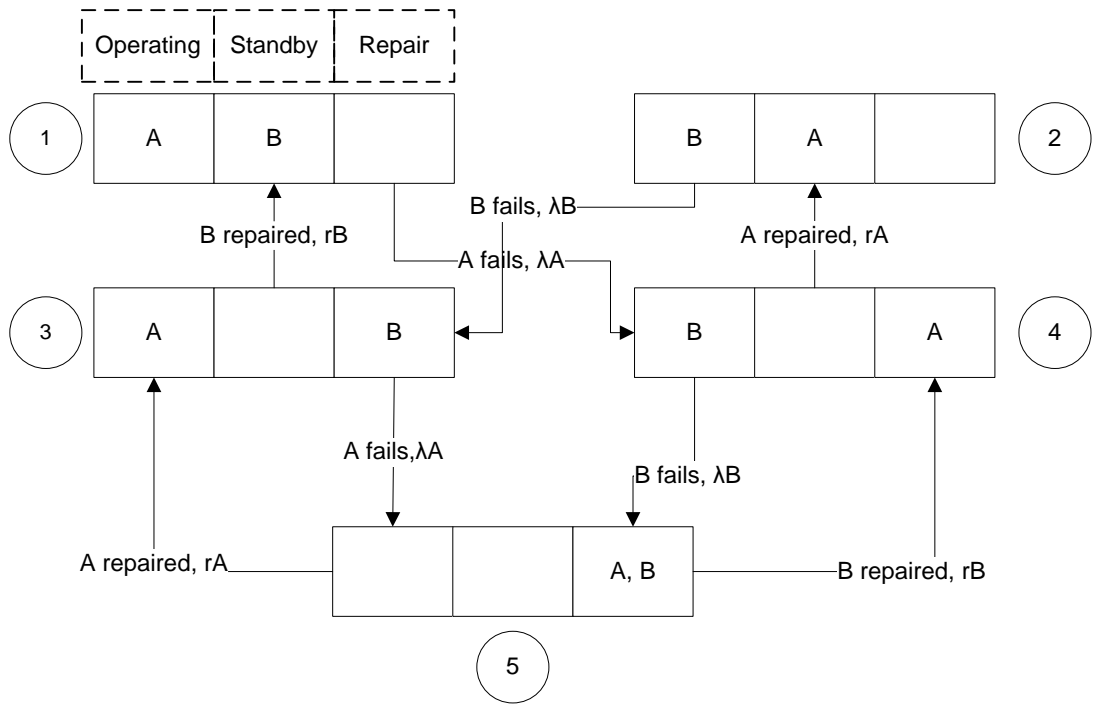 Operating Standby Repair
1 A B B A 2
B fails, λB
B repaired, rB A repaired, rA
A fails, λA
3 A B B A 4
A fails,λA
B fails, λB
A repaired, rA A, B B repaired, rB
5